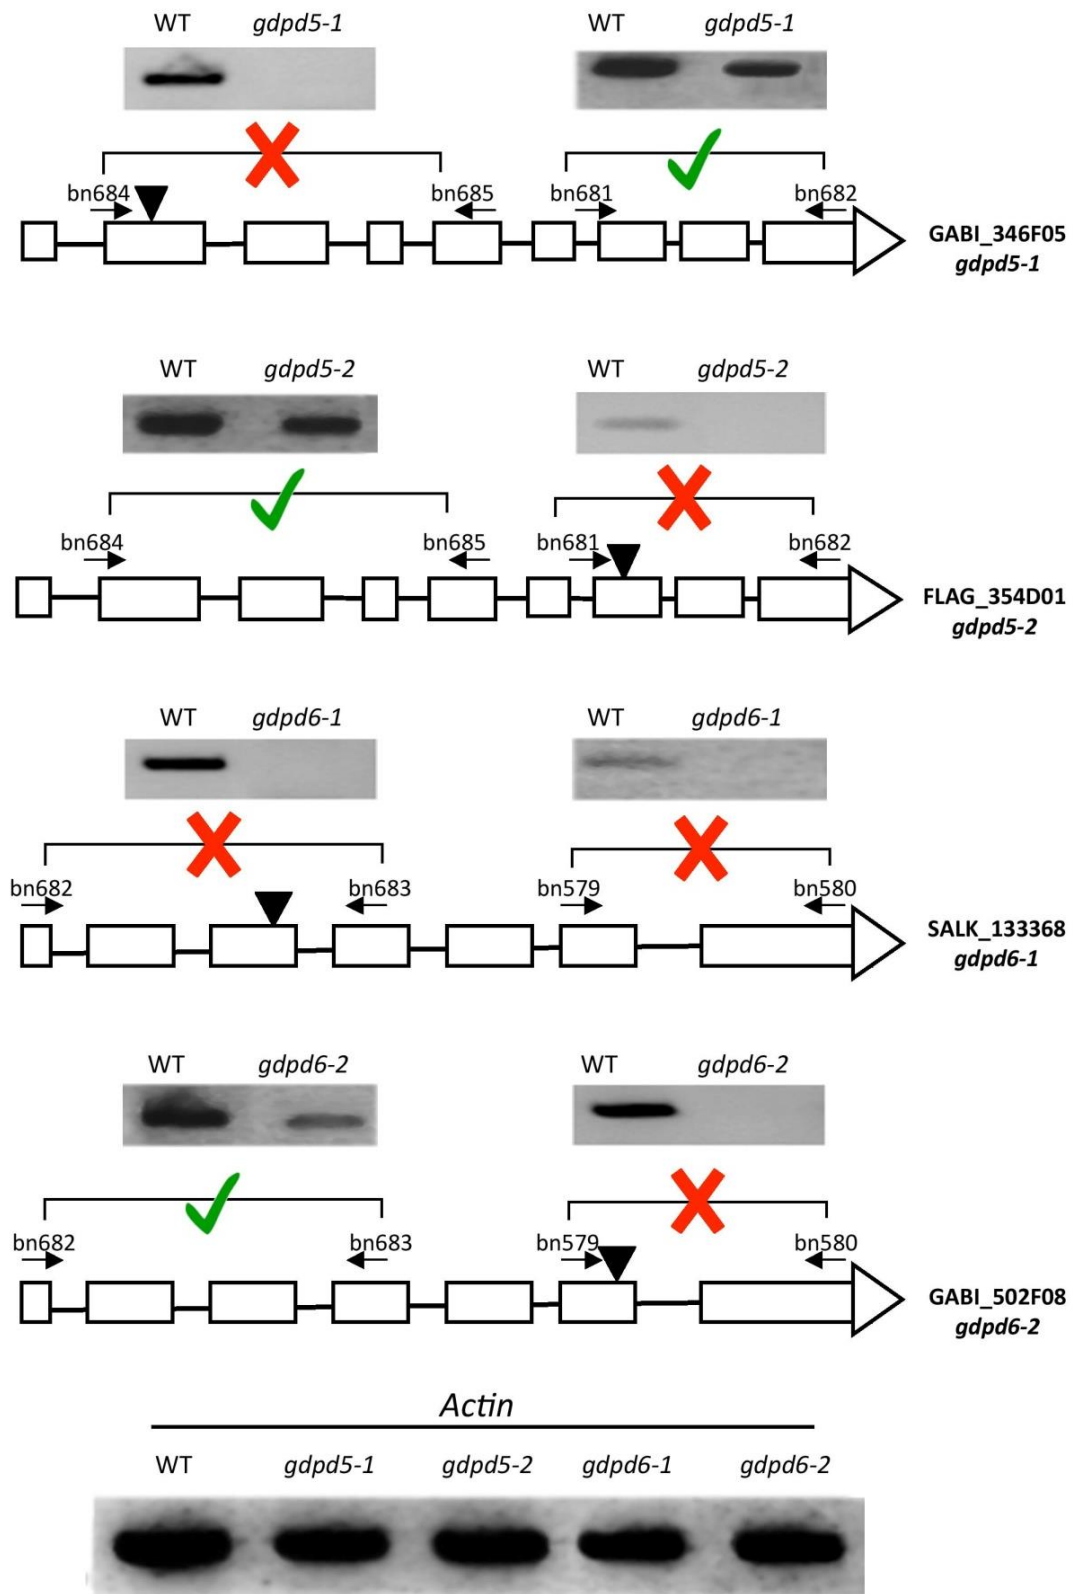 WT gdpd5-1 WT gdpd5-1
bn684 bn685 bn681 bn682
GABI_346F05
gdpd5-1
WT gdpd5-2 WT gdpd5-2
bn684 bn685 bn681 bn682
FLAG_354D01
gdpd5-2
WT gdpd6-1 WT gdpd6-1
bn682 bn683 bn579 bn580
SALK_133368
gdpd6-1
WT gdpd6-2 WT gdpd6-2
bn682 bn683 bn579 bn580
GABI_502F08
gdpd6-2
Actin
WT gdpd5-1 gdpd5-2 gdpd6-1 gdpd6-2